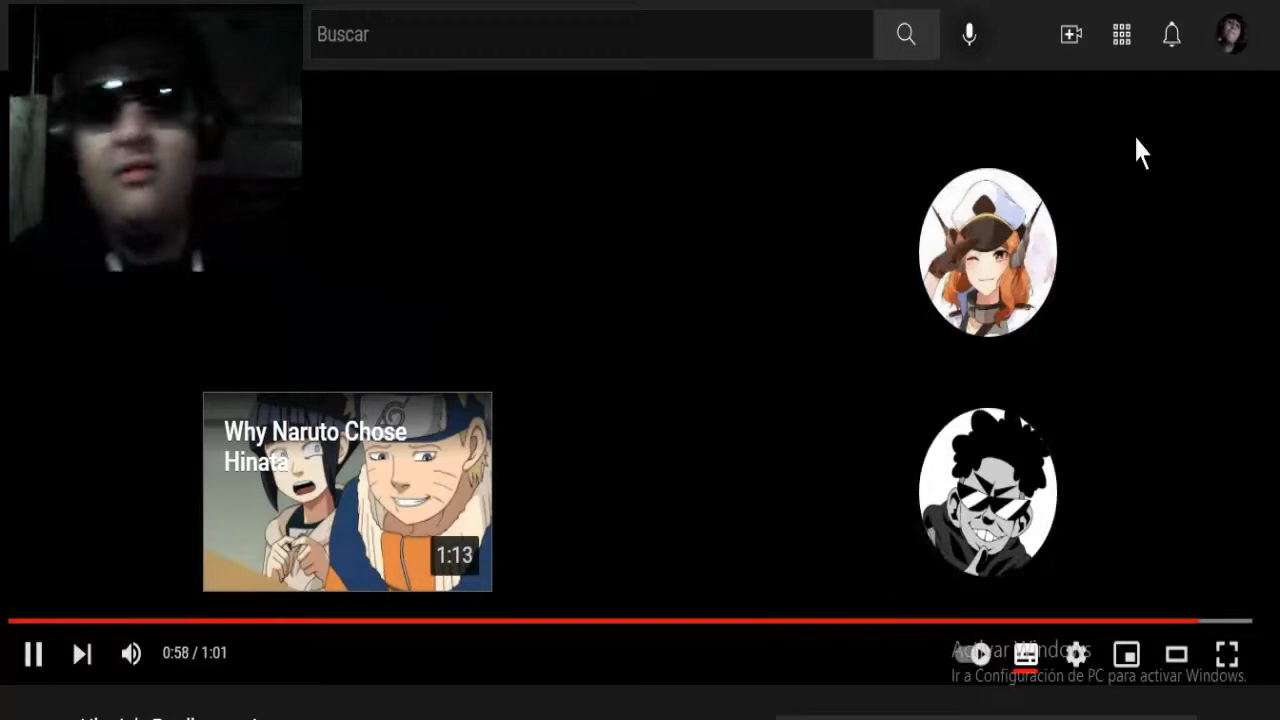 Buscar
Why Naruto Chose
Hinata
1:13
0:58 / 1:01
Activar Windows
Ir a Configuración de PC para activar Windows.